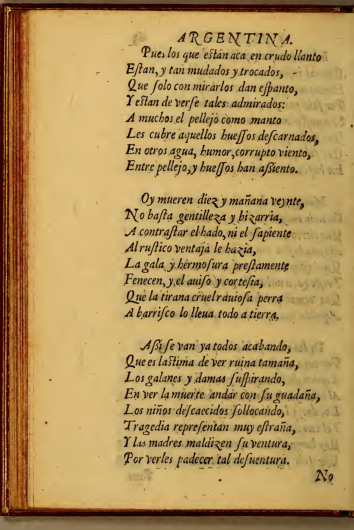 ARGENTINA.
Pues los que eſtàn aca en crudo llanto
Eſtan, y tan mudados y trocados,
Que ſolo con mirarlos dan eſpanto,
Y eſtan de verſe tales admirados:
A muchos el pellejo como manto
Les cubre aquellos hueſſos deſcarnados,
En otros agua, humor, corrupto viento,
Entre pellejo, y hueſſos han aſsiento.
Oy mueren diez y mañana veynte,
No baſta gentilleza y bizarria,
A contraſtar el hado, ni el ſapiente
Al ruſtico ventaja le hazia,
La gala y hermoſura preſtamente
Fenecen, y el auiſo y corteſia,
Que la tirana cruel rauioſa perra
A barriſco lo lleua todo a tierra.
Aſsi ſe van ya todos acabando,
Que es laſtima de ver ruina tamaña,
Los galanes y damas ſuſpirando,
En ver la muerte andar con ſu guadaña,
Los niños deſcaecidos ſollocando,
Tragedia repreſentan muy eſtraña,
Y las madres maldizen ſu ventura,
Por verles padecer tal deſuentura.
No